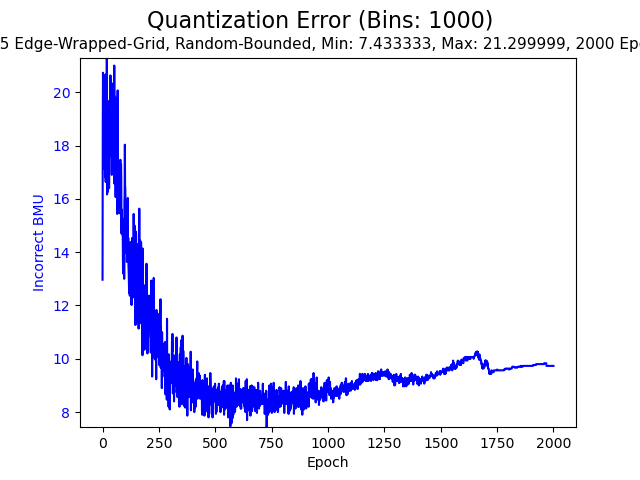 Quantization Error (Bins: 1000)
5 Edge-Wrapped-Grid, Random-Bounded, Min: 7.433333, Max: 21.299999, 2000 Ep
20
18
16
14
12
10
8
Incorrect BMU
0 250 500 750 1000 1250 1500 1750 2000
Epoch